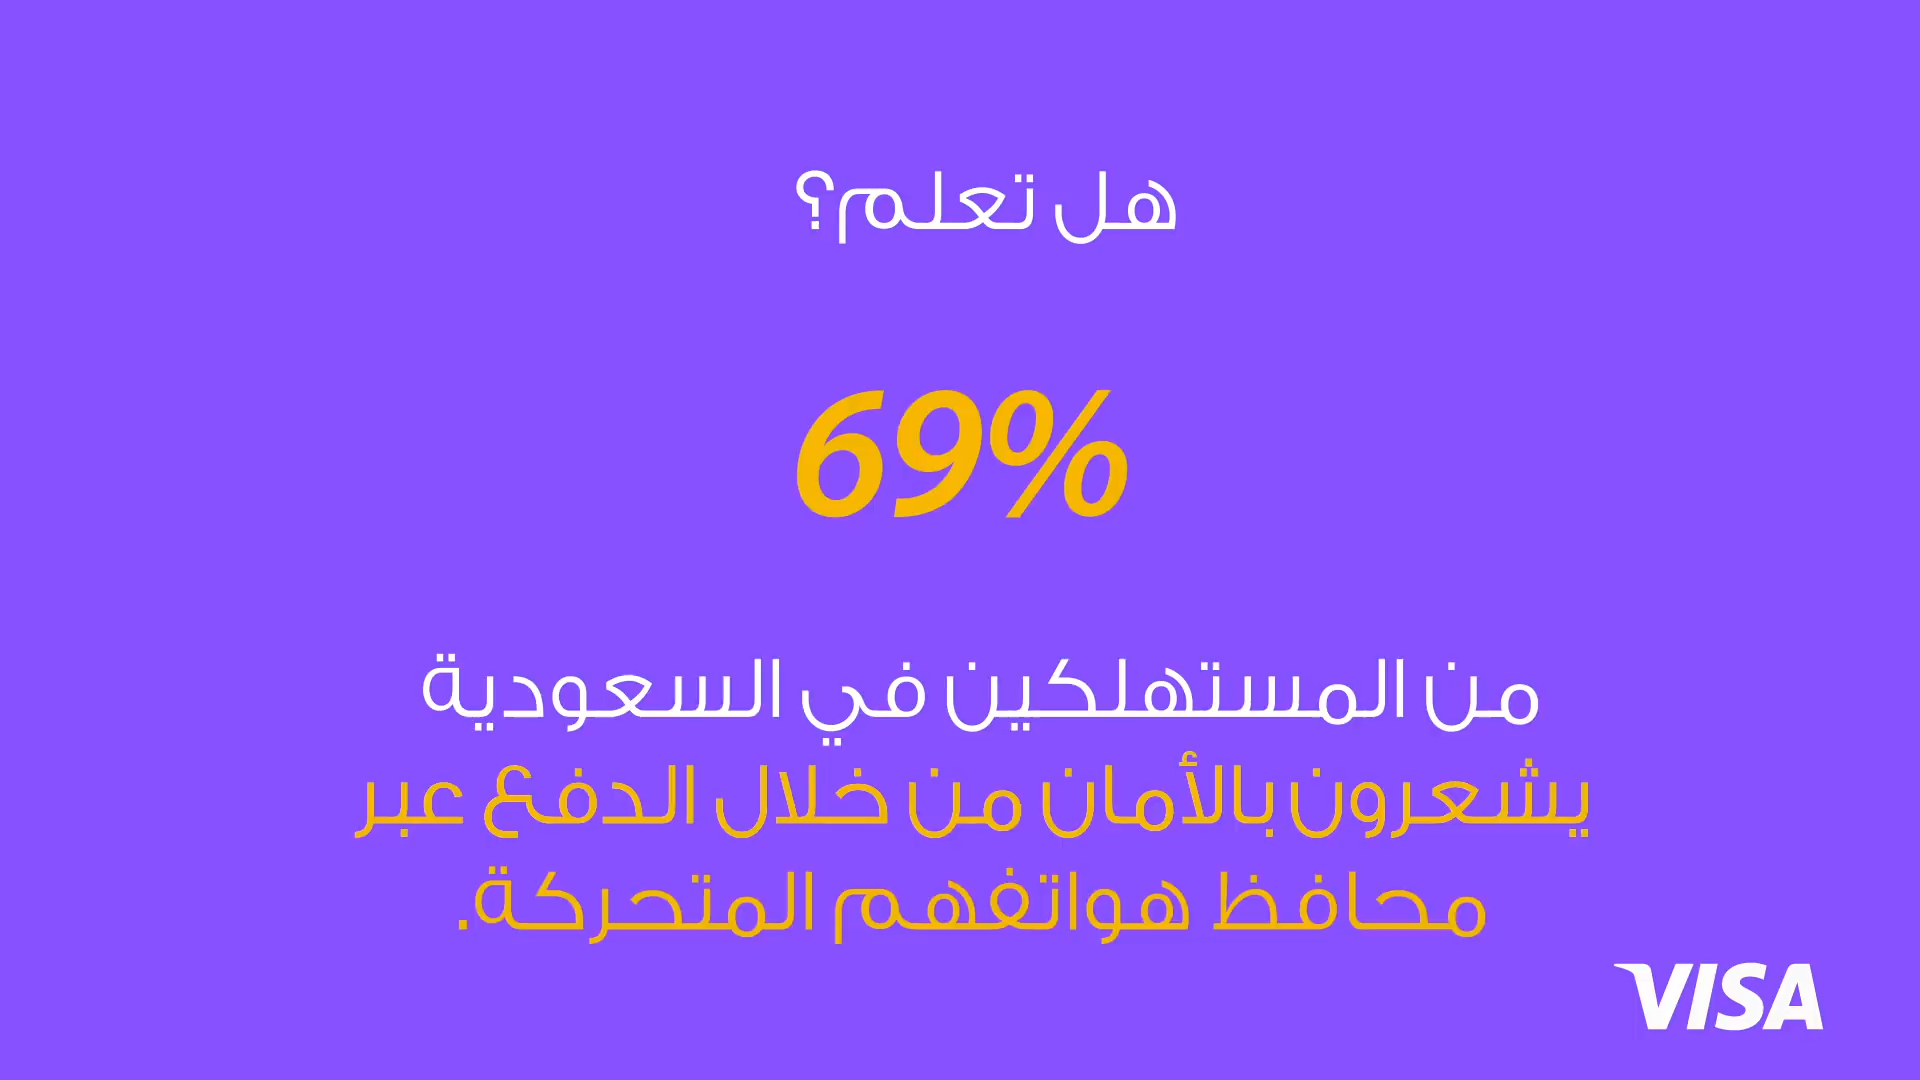 هل تعلم؟
69%
من المستهلكين في السعودية
يشعرون بالأمان من خلال الدفع عبر
محافظ هواتفهم المتحركة.
VISA